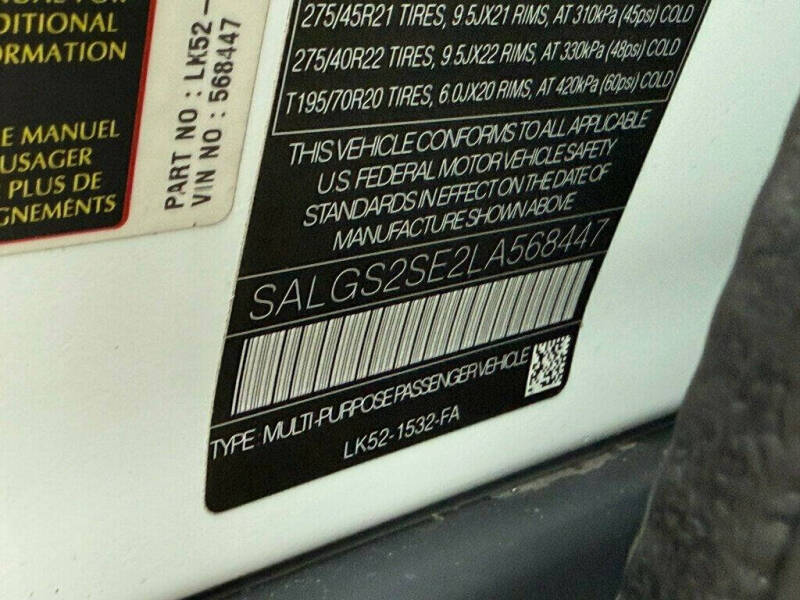 DITIONAL
ORMATION
E MANUEL
USAGER
PLUS DE
GNEMENTS
PART NO : LK52-
VIN NO : 568447
275/45R21 TIRES, 9.5JX21 RIMS, AT 310kPa (45psi) COLD
275/40R22 TIRES, 9.5JX22 RIMS, AT 330kPa (48psi) COLD
T195/70R20 TIRES, 6.0JX20 RIMS, AT 420kPa (60psi) COLD
THIS VEHICLE CONFORMS TO ALL APPLICABLE
U.S. FEDERAL MOTOR VEHICLE SAFETY
STANDARDS IN EFFECT ON THE DATE OF
MANUFACTURE SHOWN ABOVE
SALGS2SE2LA568447
TYPE: MULTI-PURPOSE PASSENGER VEHICLE
LK52-1532-FA